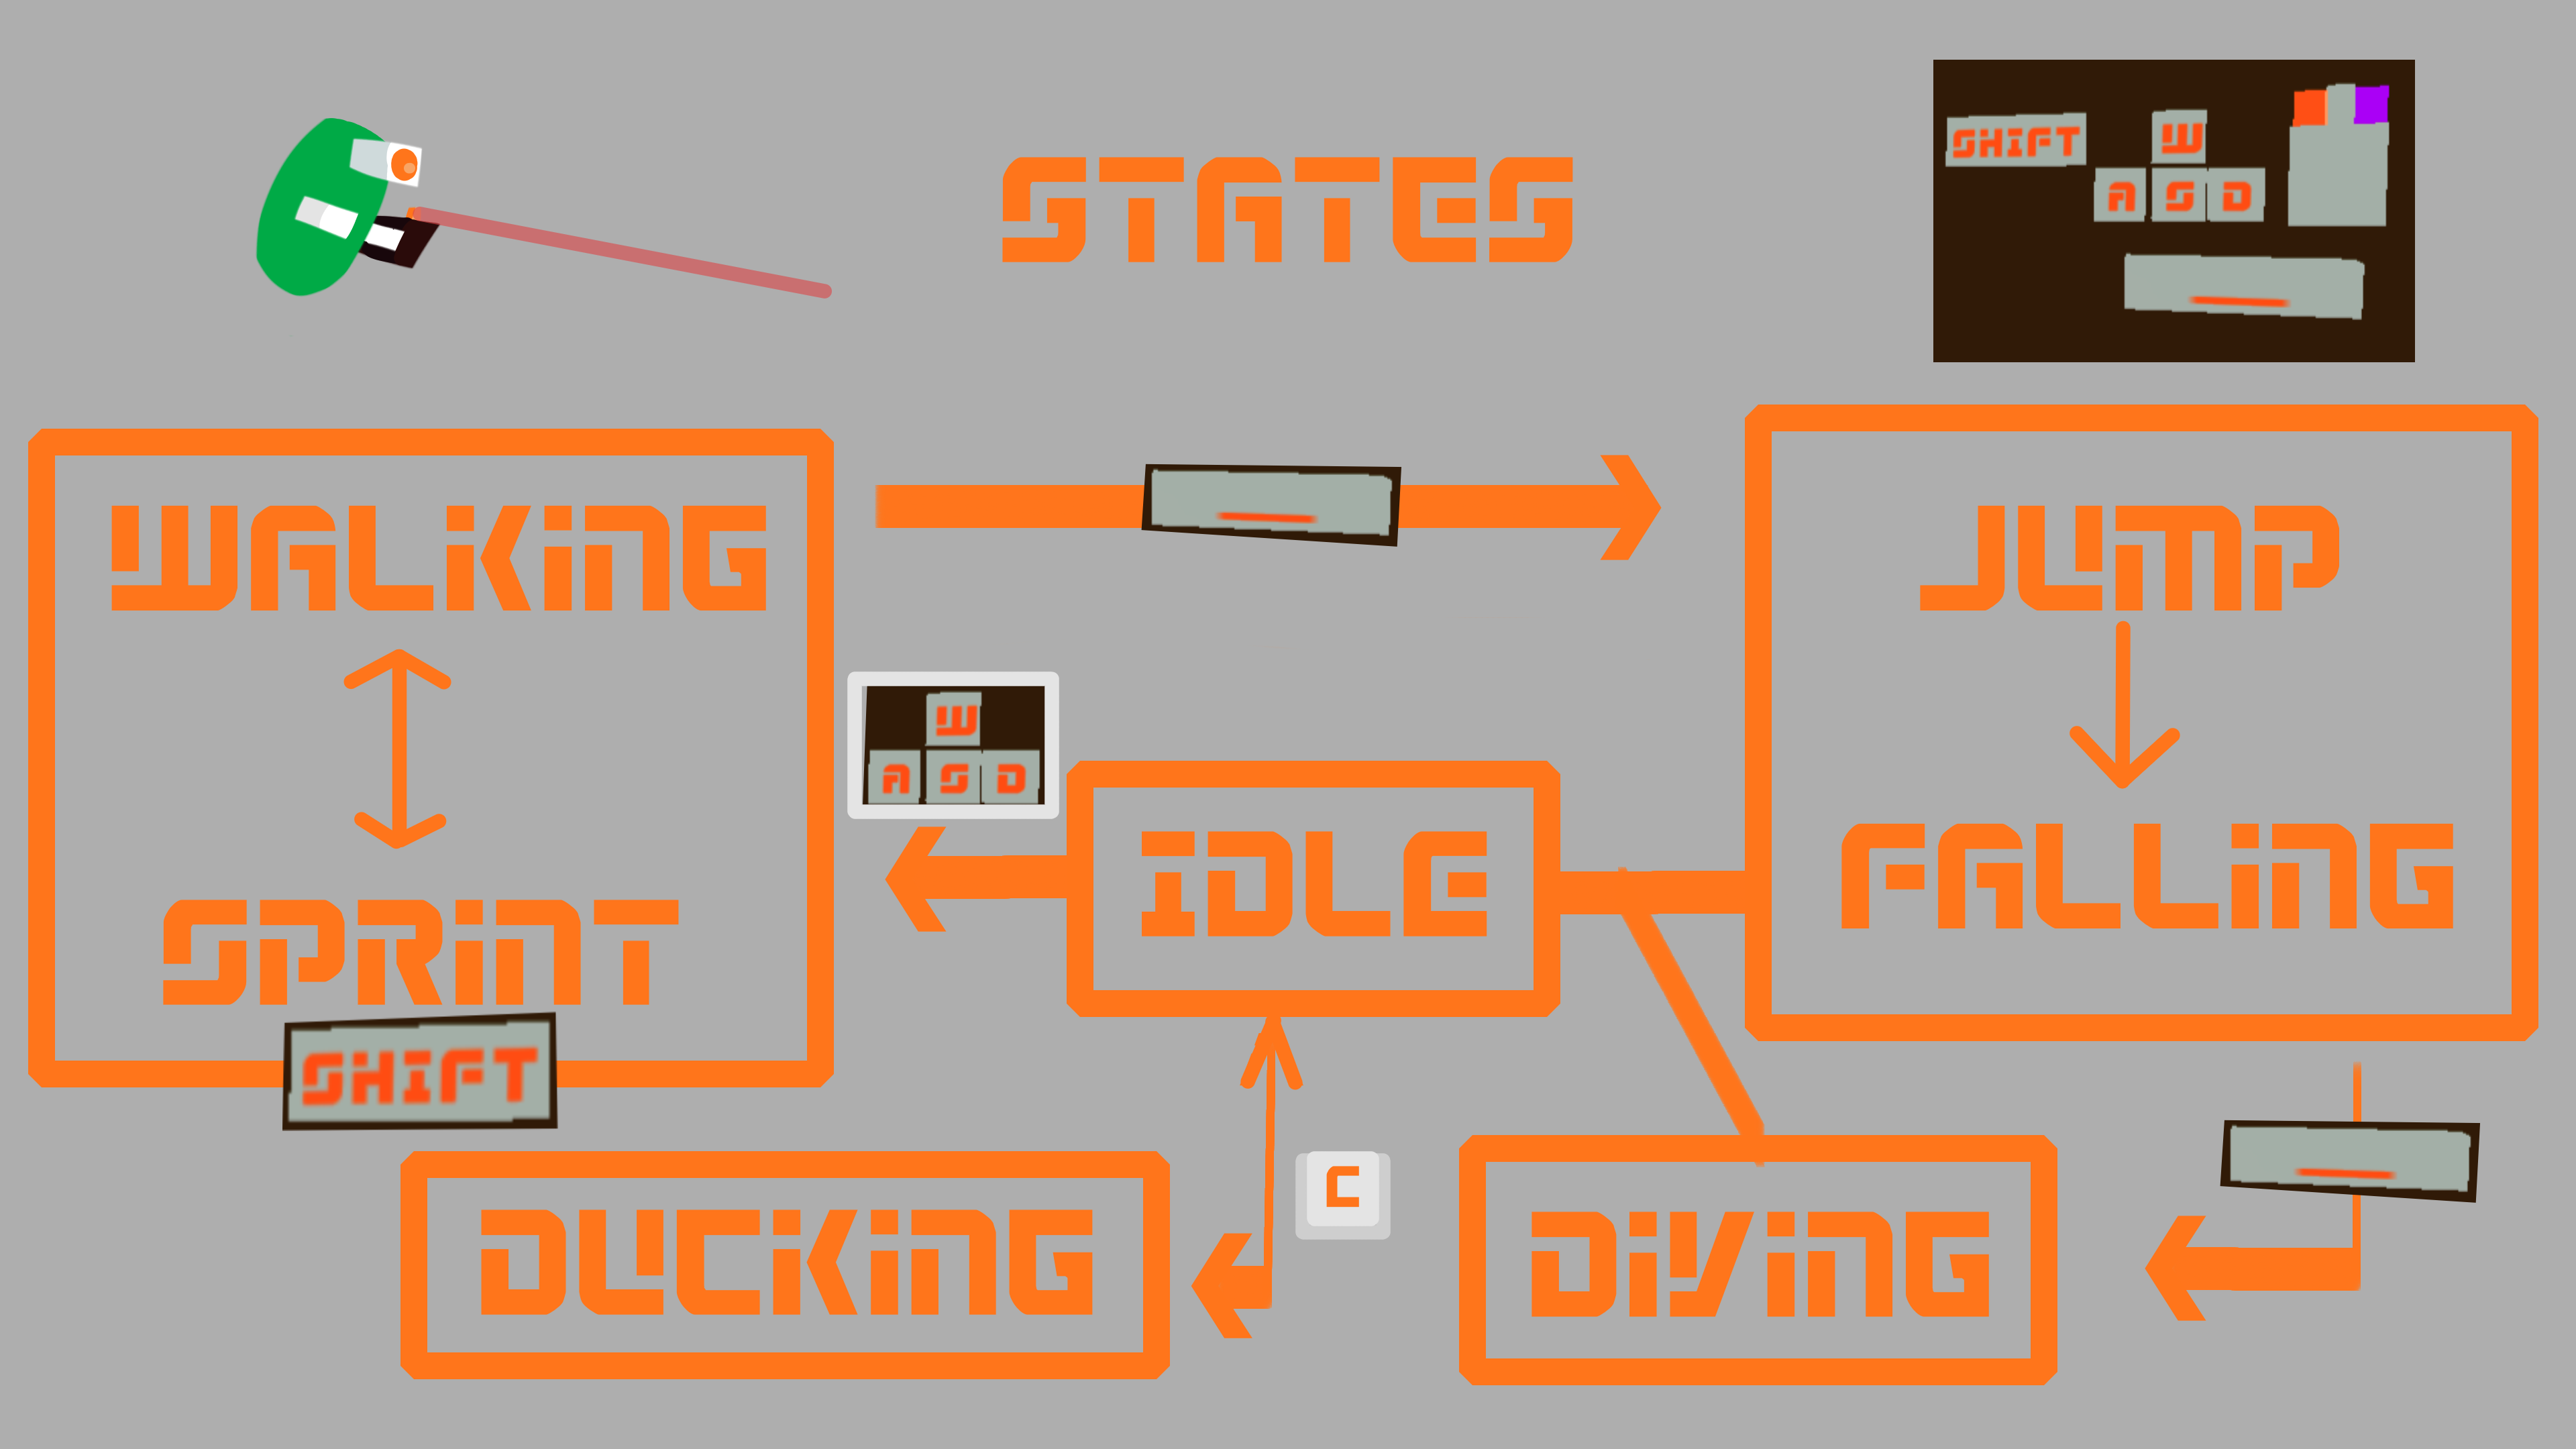 STATES
SHIFT
W
A S D
WALKING
JUMP
W
A S D
IDLE
FALLING
SPRINT
SHIFT
C
DUCKING
DIVING